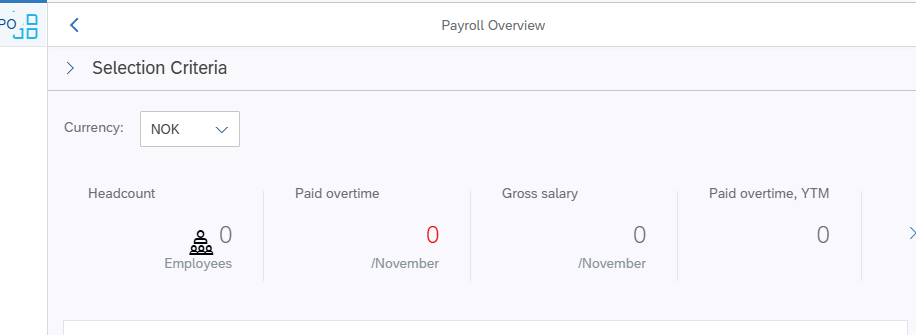 PO
Payroll Overview
Selection Criteria
Currency: NOK
Headcount
0
Employees
Paid overtime
0
/November
Gross salary
0
/November
Paid overtime, YTM
0